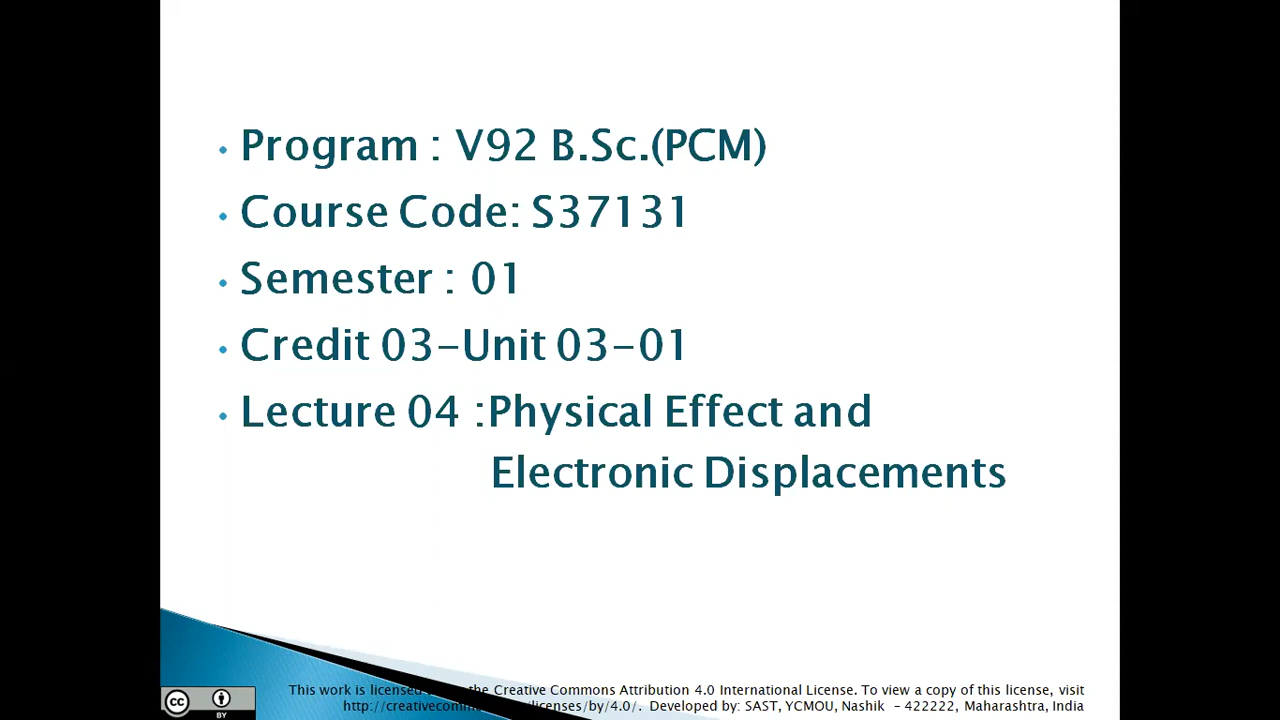 • Program : V92 B.Sc.(PCM)
• Course Code: S37131
• Semester : 01
• Credit 03-Unit 03-01
• Lecture 04 :Physical Effect and
Electronic Displacements
This work is licensed the Creative Commons Attribution 4.0 International License. To view a copy of this license, visit
http://creativecomm /licenses/by/4.0/. Developed by: SAST, YCMOU, Nashik - 422222, Maharashtra, India
cc
BY